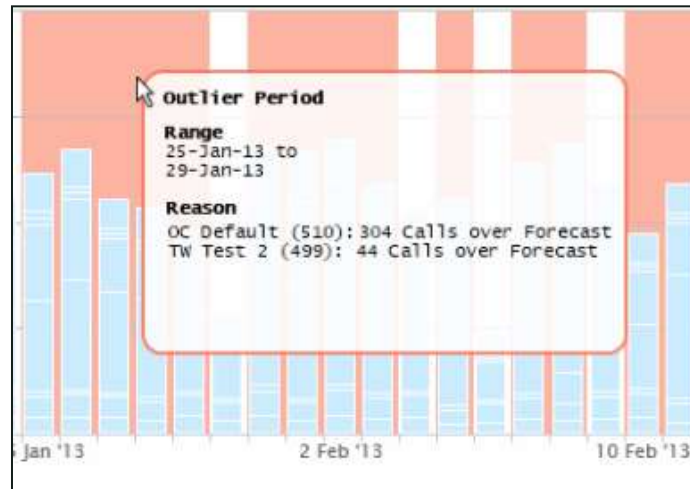 Outlier Period
Range
25-Jan-13 to
29-Jan-13
Reason
OC Default (510): 304 Calls over Forecast
TW Test 2 (499): 44 Calls over Forecast
Jan '13
2 Feb '13
10 Feb '13